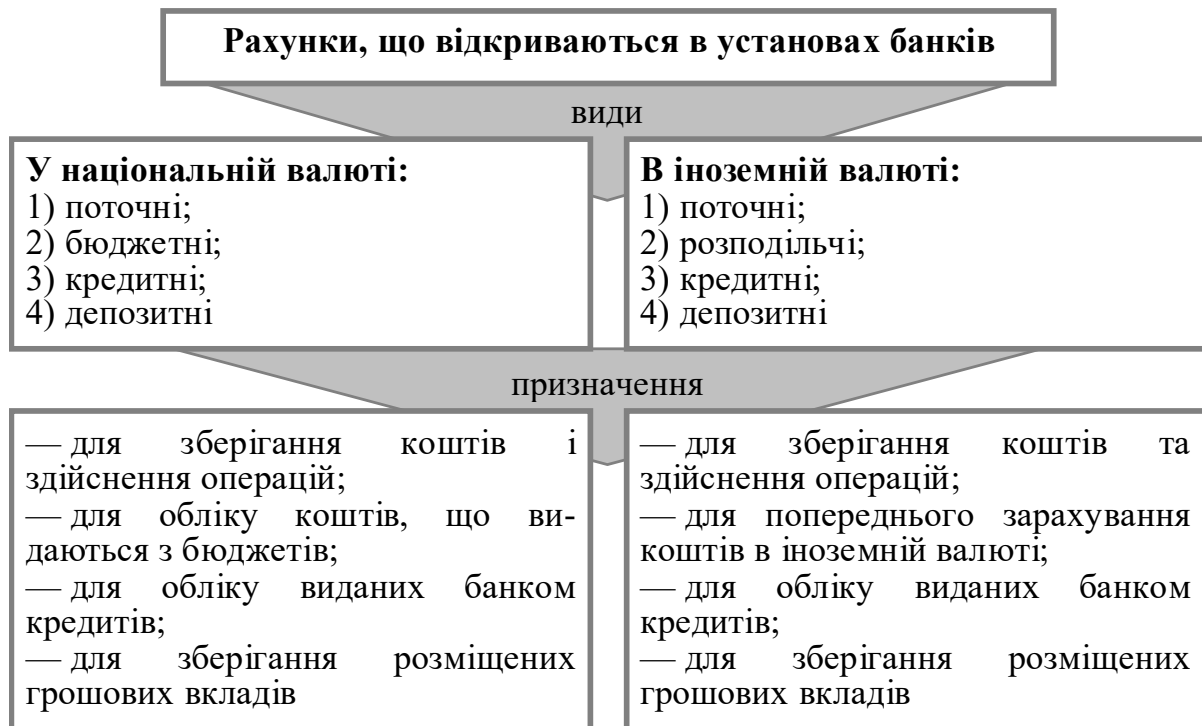 Рахунки, що відкриваються в установах банків
види
У національній валюті:
1) поточні;
2) бюджетні;
3) кредитні;
4) депозитні
В іноземній валюті:
1) поточні;
2) розподільчі;
3) кредитні;
4) депозитні
призначення
— для зберігання коштів і
здійснення операцій;
— для обліку коштів, що ви-
даються з бюджетів;
— для обліку виданих банком
кредитів;
— для зберігання розміщених
грошових вкладів
— для зберігання коштів та
здійснення операцій;
— для попереднього зарахування
коштів в іноземній валюті;
— для обліку виданих банком
кредитів;
— для зберігання розміщених
грошових вкладів